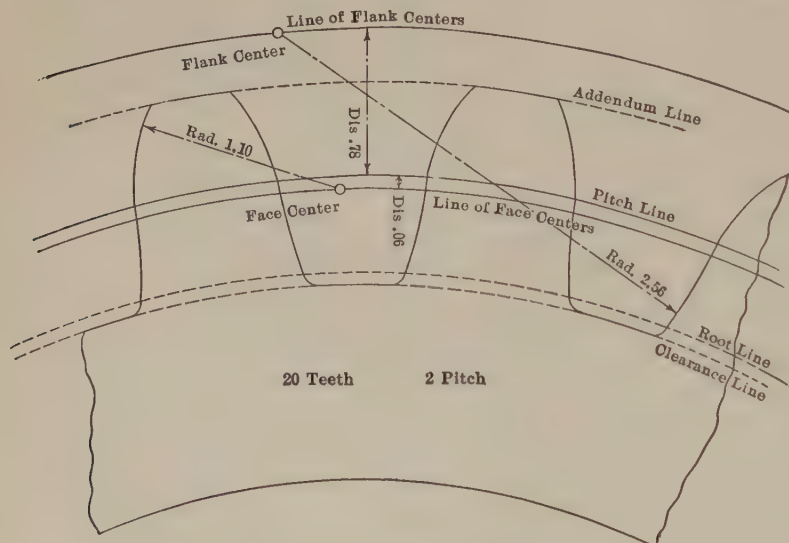 Line of Flank Centers
Flank Center
Addendum Line
Dis .78
Rad. 1.10
Pitch Line
Face Center
Dis .06
Line of Face Centers
Rad. 2.56
Root Line
Clearance Line
20 Teeth 2 Pitch